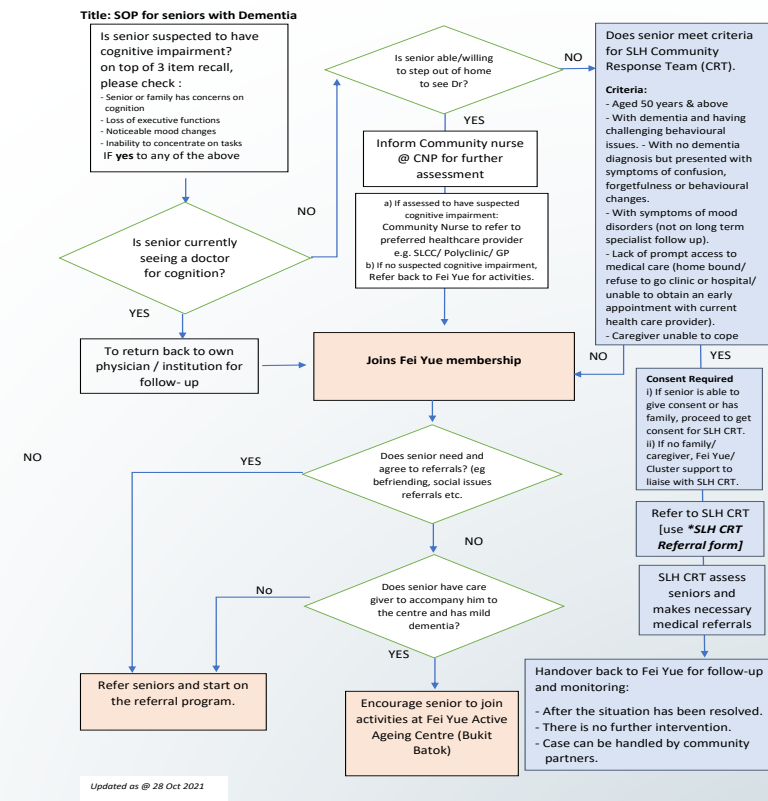 Title: SOP for seniors with Dementia
Is senior suspected to have
cognitive impairment?
on top of 3 item recall,
please check :
- Senior or family has concerns on
cognition
- Loss of executive functions
- Noticeable mood changes
- Inability to concentrate on tasks
IF yes to any of the above
Is senior able/willing
to step out of home
to see Dr?
NO
YES
Does senior meet criteria
for SLH Community
Response Team (CRT).
Criteria:
- Aged 50 years & above
- With dementia and having
challenging behavioural
issues. - With no dementia
diagnosis but presented with
symptoms of confusion,
forgetfulness or behavioural
changes.
- With symptoms of mood
disorders (not on long term
specialist follow up).
- Lack of prompt access to
medical care (home bound/
refuse to go clinic or hospital/
unable to obtain an early
appointment with current
health care provider).
- Caregiver unable to cope
Inform Community nurse
@ CNP for further
assessment
NO
Is senior currently
seeing a doctor
for cognition?
a) If assessed to have suspected
cognitive impairment:
Community Nurse to refer to
preferred healthcare provider
e.g. SLCC/ Polyclinic/ GP
b) If no suspected cognitive impairment,
Refer back to Fei Yue for activities.
YES
To return back to own
physician / institution for
follow- up
Joins Fei Yue membership
NO
YES
Consent Required
i) If senior is able to
give consent or has
family, proceed to get
consent for SLH CRT.
ii) If no family/
caregiver, Fei Yue/
Cluster support to
liaise with SLH CRT.
NO
YES
Does senior need and
agree to referrals? (eg
befriending, social issues
referrals etc.
NO
Refer to SLH CRT
[use *SLH CRT
Referral form]
No
Does senior have care
giver to accompany him to
the centre and has mild
dementia?
YES
SLH CRT assess
seniors and
makes necessary
medical referrals
Refer seniors and start on
the referral program.
Encourage senior to join
activities at Fei Yue Active
Ageing Centre (Bukit
Batok)
Handover back to Fei Yue for follow-up
and monitoring:
- After the situation has been resolved.
- There is no further intervention.
- Case can be handled by community
partners.
Updated as @ 28 Oct 2021